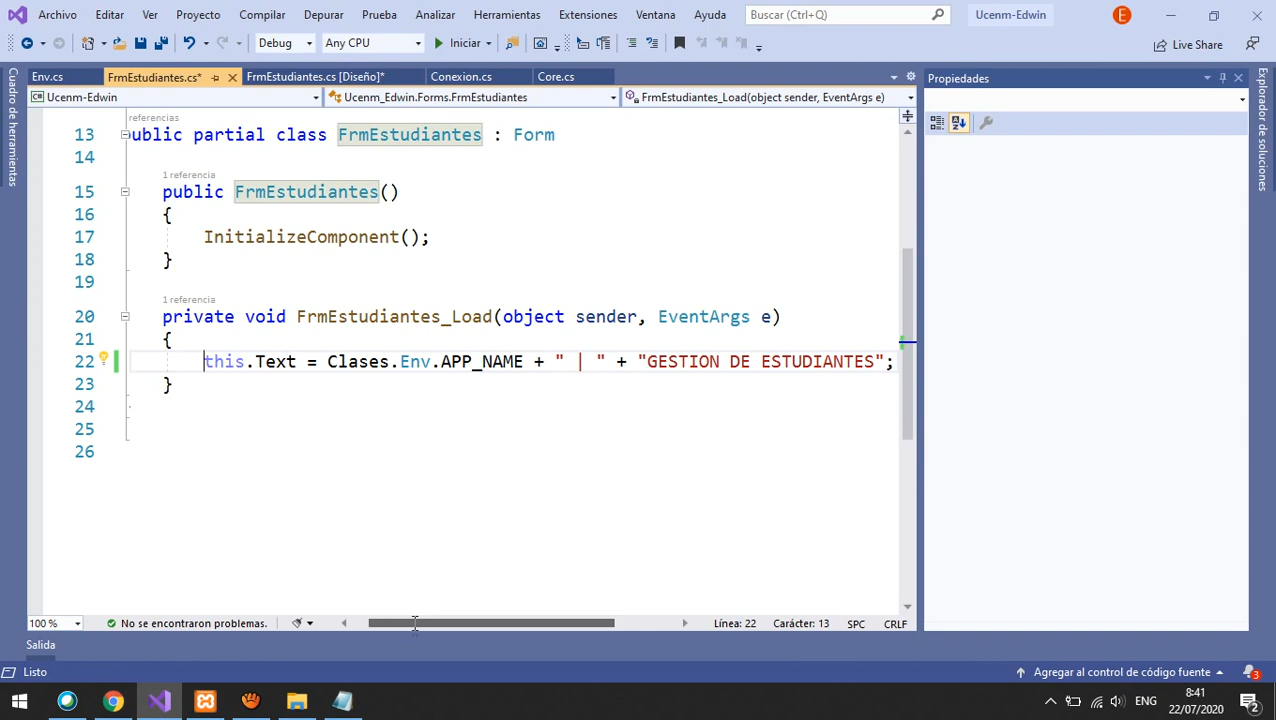 Archivo Editar Ver Proyecto Compilar Depurar Prueba Analizar Herramientas Extensiones Ventana Ayuda Buscar (Ctrl+Q) Ucenm-Edwin E
Debug Any CPU Iniciar Live Share
Env.cs FrmEstudiantes.cs* FrmEstudiantes.cs [Diseño]* Conexion.cs Core.cs
Propiedades
Ucenm-Edwin Ucenm_Edwin.Forms.FrmEstudiantes FrmEstudiantes_Load(object sender, EventArgs e)
Cuadro de herramientas
Explorador de soluciones
referencias
13 ublic partial class FrmEstudiantes : Form
14
1 referencia
15 public FrmEstudiantes()
16 {
17 InitializeComponent();
18 }
19
1 referencia
20 private void FrmEstudiantes_Load(object sender, EventArgs e)
21 {
22 this.Text = Clases.Env.APP_NAME + " | " + "GESTION DE ESTUDIANTES";
23 }
24
25
26
100 % No se encontraron problemas. Línea: 22 Carácter: 13 SPC CRLF
Salida
Listo Agregar al control de código fuente 3
ENG 8:41
22/07/2020 2